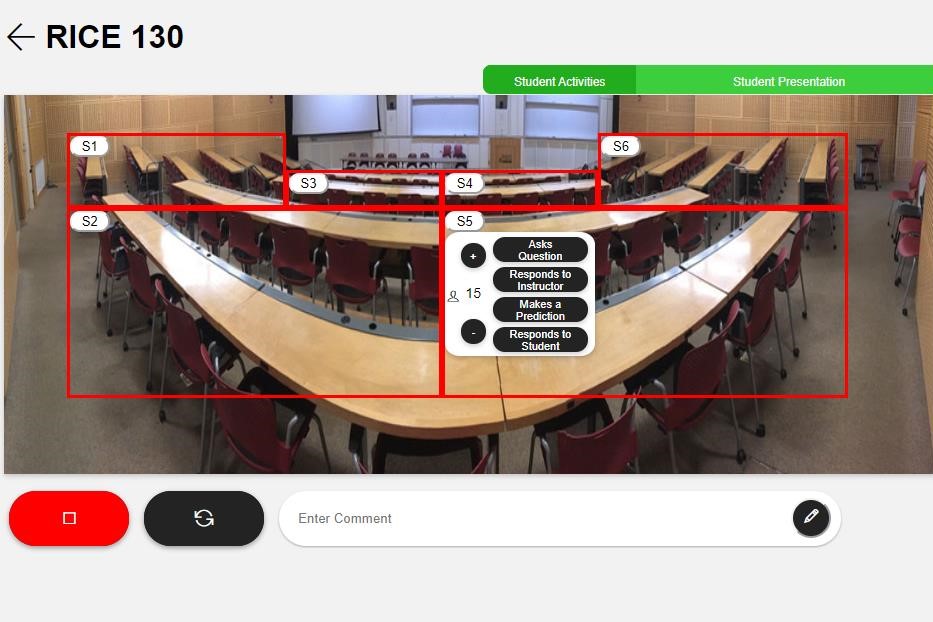 RICE 130
Student Activities
Student Presentation
S1
S6
S3
S4
S2
S5
+
Asks
Question
Responds to
Instructor
15
Makes a
Prediction
-
Responds to
Student
Enter Comment